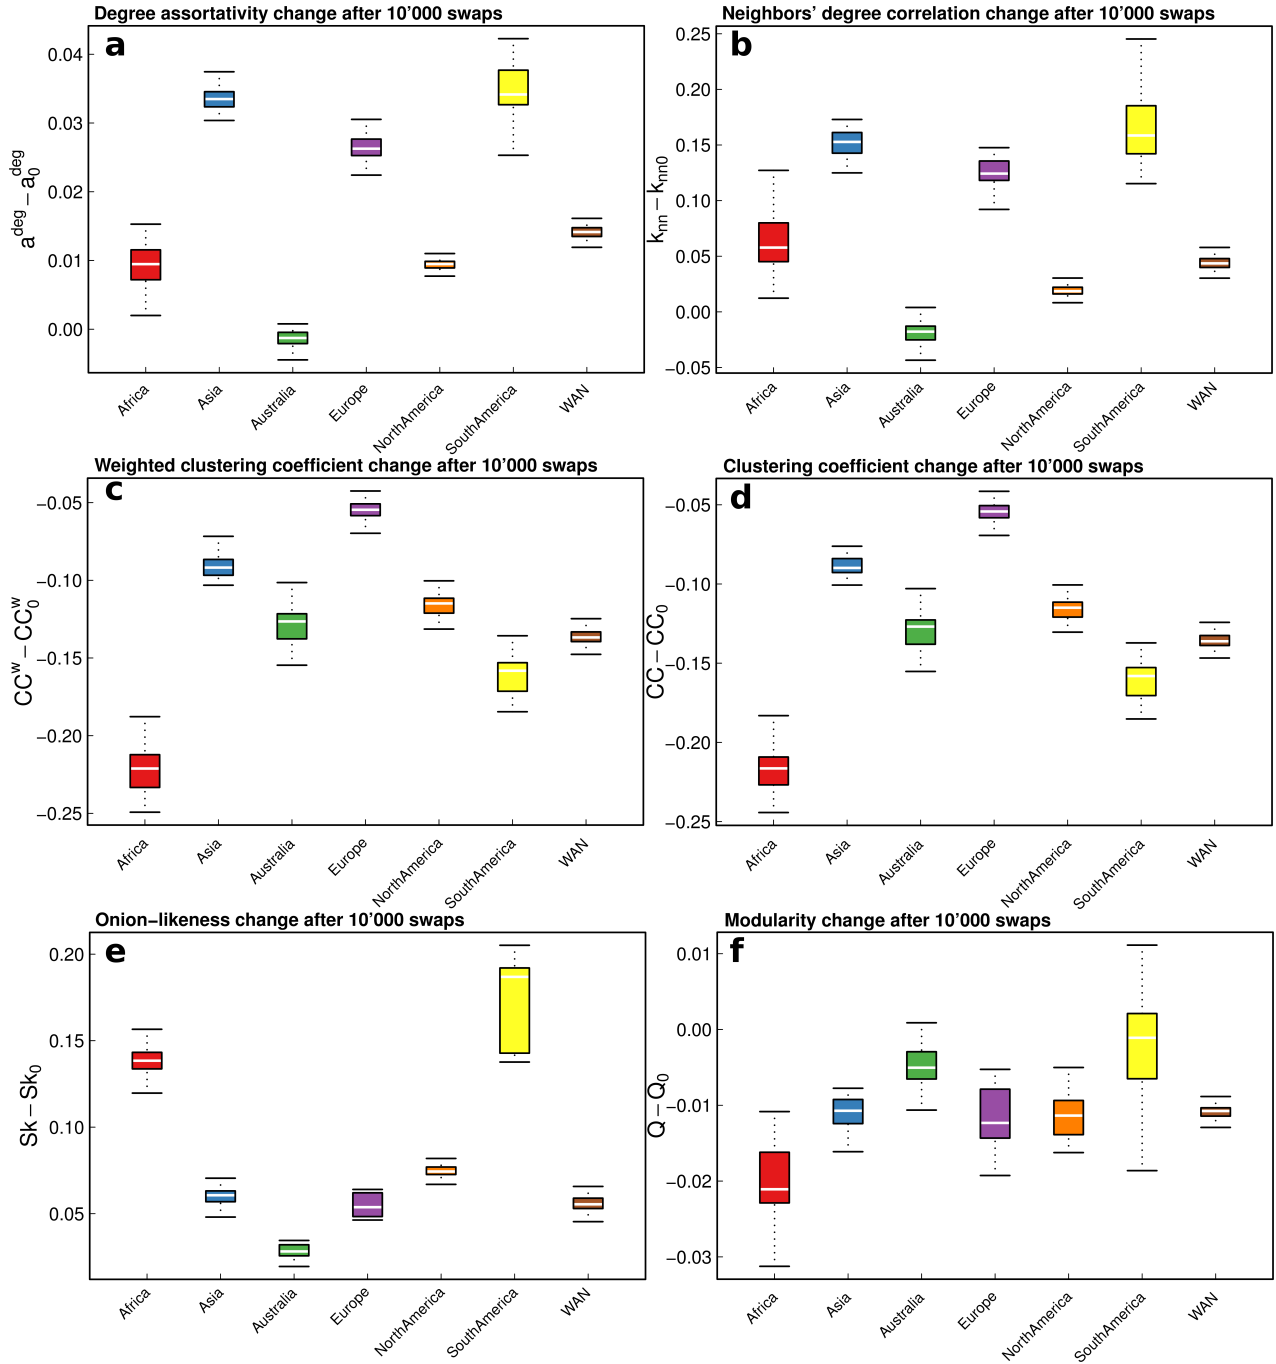 Degree assortativity change after 10’000 swaps
a
0.04
0.03
0.02
0.01
0.00
a^deg − a_0^deg
Africa
Asia
Australia
Europe
NorthAmerica
SouthAmerica
WAN
Neighbors’ degree correlation change after 10’000 swaps
b
0.25
0.20
0.15
0.10
0.05
0.00
−0.05
k_nn − k_nn0
Africa
Asia
Australia
Europe
NorthAmerica
SouthAmerica
WAN
Weighted clustering coefficient change after 10’000 swaps
c
−0.05
−0.10
−0.15
−0.20
−0.25
CC^w − CC_0^w
Africa
Asia
Australia
Europe
NorthAmerica
SouthAmerica
WAN
Clustering coefficient change after 10’000 swaps
d
−0.05
−0.10
−0.15
−0.20
−0.25
CC − CC_0
Africa
Asia
Australia
Europe
NorthAmerica
SouthAmerica
WAN
Onion−likeness change after 10’000 swaps
e
0.20
0.15
0.10
0.05
Sk − Sk_0
Africa
Asia
Australia
Europe
NorthAmerica
SouthAmerica
WAN
Modularity change after 10’000 swaps
f
0.01
0.00
−0.01
−0.02
−0.03
Q − Q_0
Africa
Asia
Australia
Europe
NorthAmerica
SouthAmerica
WAN